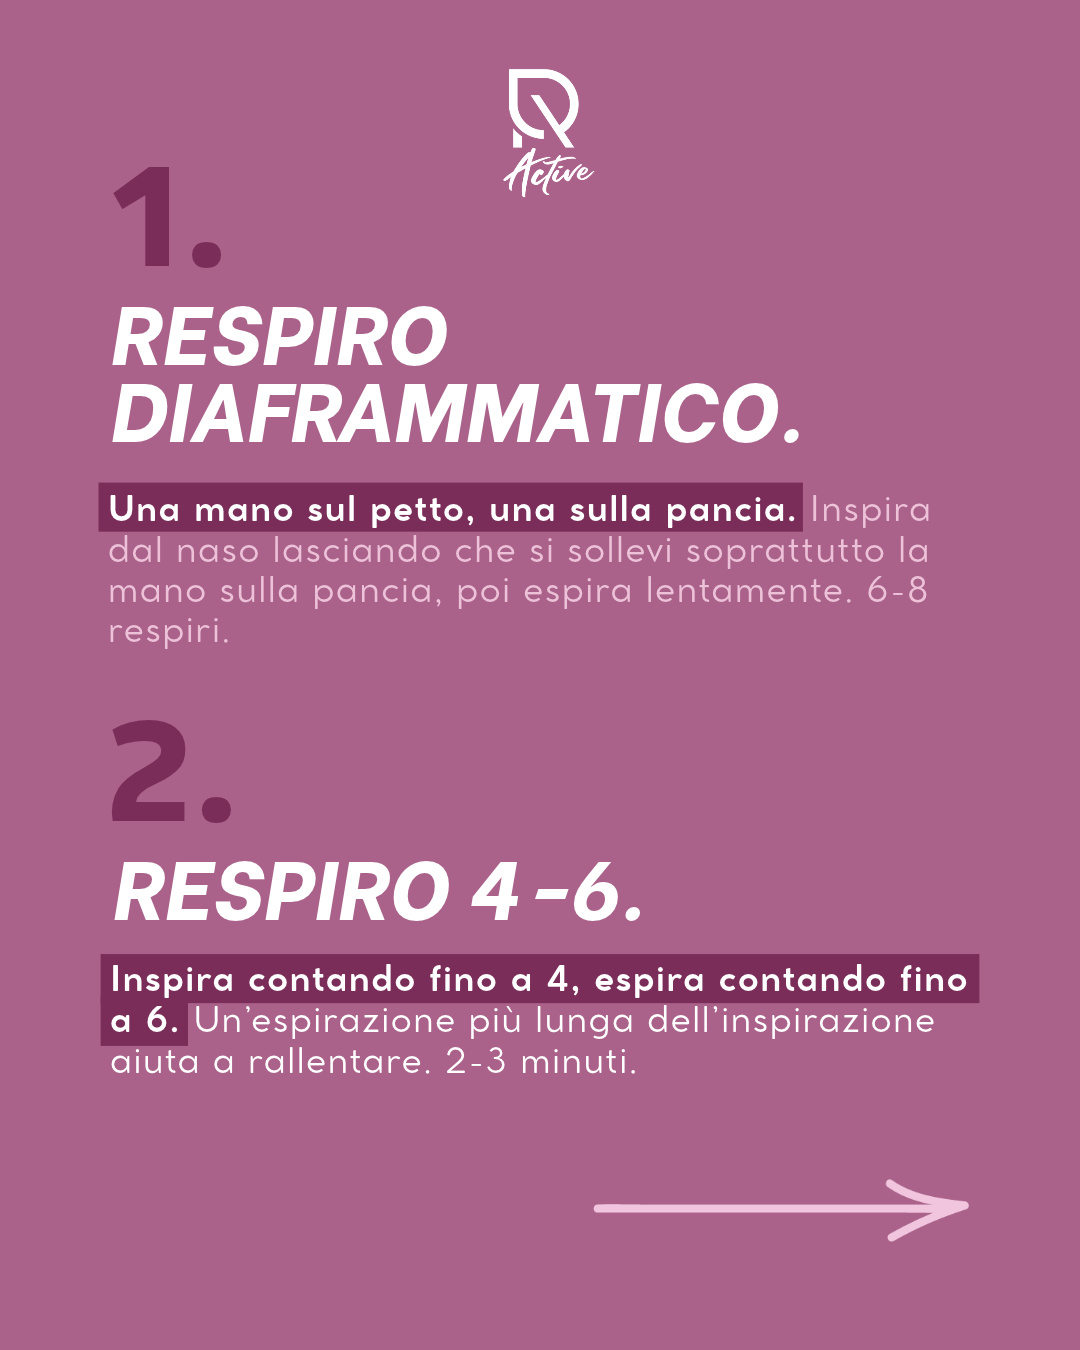 R
Active
1.
RESPIRO
DIAFRAMMATICO.
Una mano sul petto, una sulla pancia. Inspira
dal naso lasciando che si sollevi soprattutto la
mano sulla pancia, poi espira lentamente. 6-8
respiri.
2.
RESPIRO 4-6.
Inspira contando fino a 4, espira contando fino
a 6. Un’espirazione più lunga dell’inspirazione
aiuta a rallentare. 2-3 minuti.